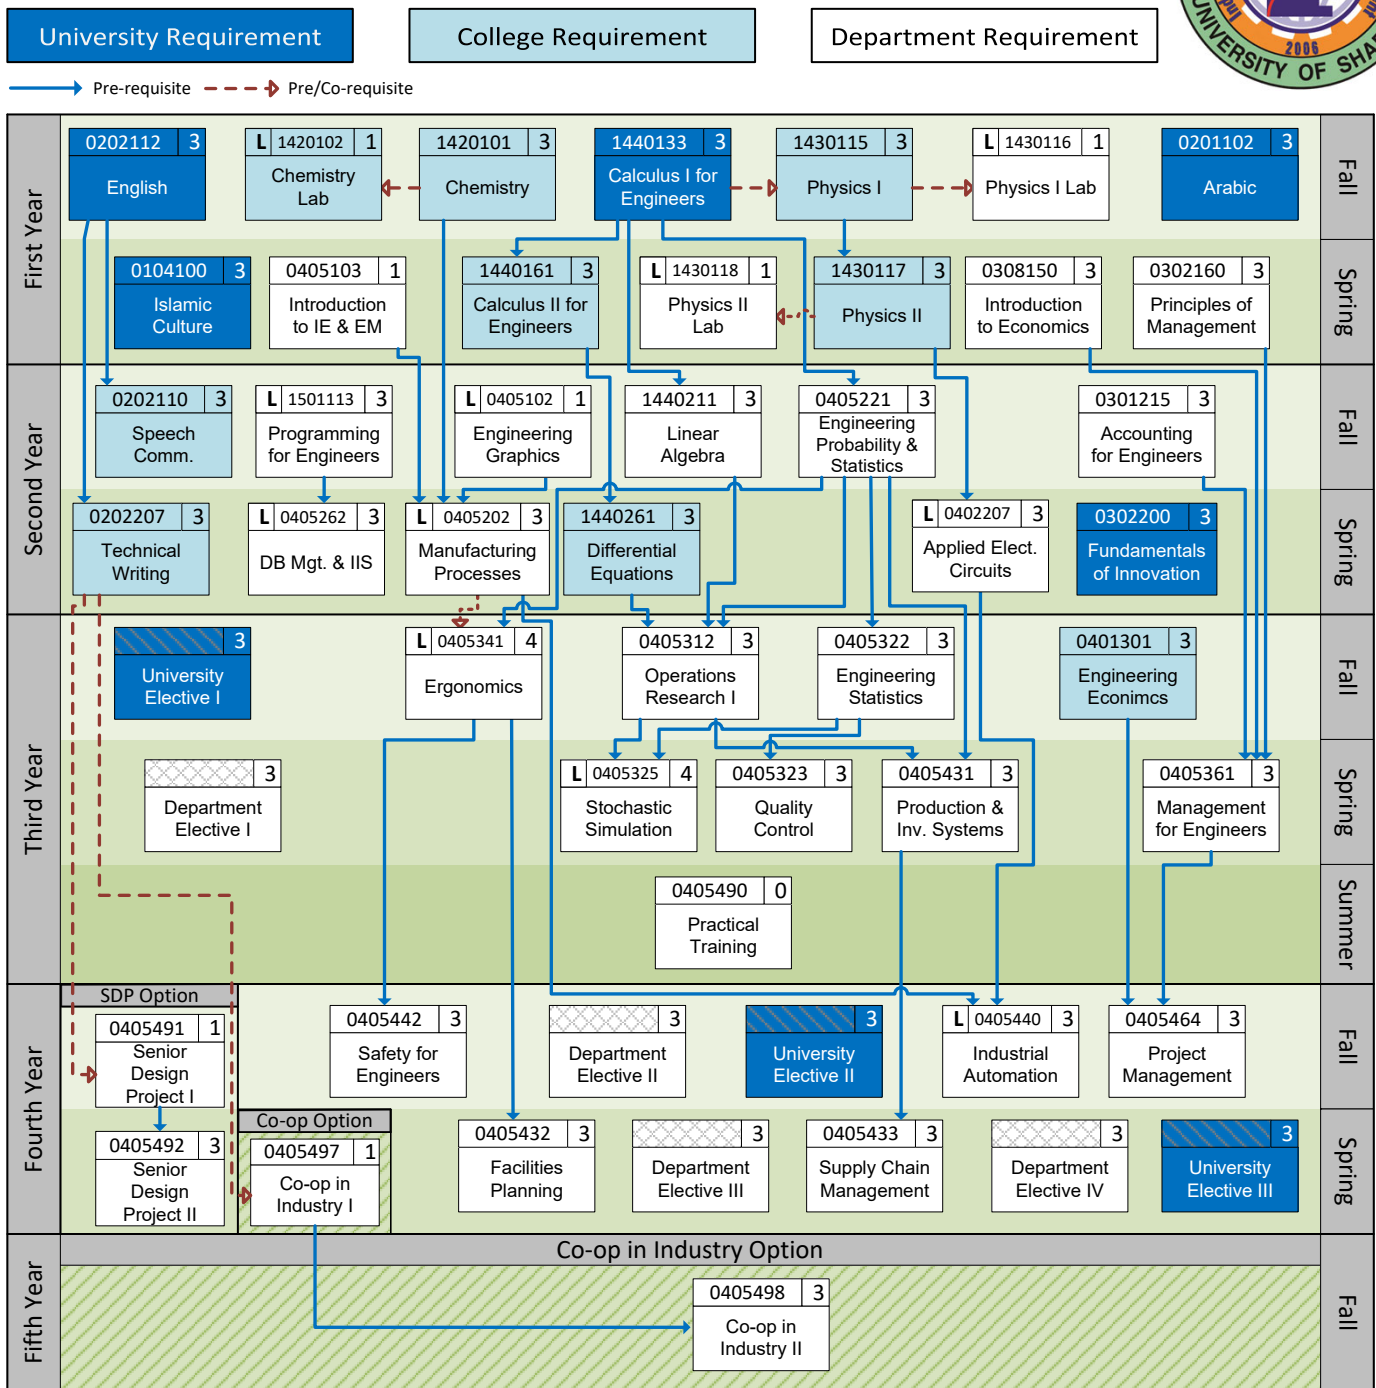 University Requirement
College Requirement
Department Requirement
2006
UNIVERSITY OF SHA
Pre-requisite
Pre/Co-requisite
First Year
Fall
0202112 3
English
L 1420102 1
Chemistry
Lab
1420101 3
Chemistry
1440133 3
Calculus I for
Engineers
1430115 3
Physics I
L 1430116 1
Physics I Lab
0201102 3
Arabic
Spring
0104100 3
Islamic
Culture
0405103 1
Introduction
to IE & EM
1440161 3
Calculus II for
Engineers
L 1430118 1
Physics II
Lab
1430117 3
Physics II
0308150 3
Introduction
to Economics
0302160 3
Principles of
Management
Second Year
Fall
0202110 3
Speech
Comm.
L 1501113 3
Programming
for Engineers
L 0405102 1
Engineering
Graphics
1440211 3
Linear
Algebra
0405221 3
Engineering
Probability &
Statistics
0301215 3
Accounting
for Engineers
Spring
0202207 3
Technical
Writing
L 0405262 3
DB Mgt. & IIS
L 0405202 3
Manufacturing
Processes
1440261 3
Differential
Equations
L 0402207 3
Applied Elect.
Circuits
0302200 3
Fundamentals
of Innovation
Third Year
Fall
3
University
Elective I
L 0405341 4
Ergonomics
0405312 3
Operations
Research I
0405322 3
Engineering
Statistics
0401301 3
Engineering
Econimcs
Spring
3
Department
Elective I
L 0405325 4
Stochastic
Simulation
0405323 3
Quality
Control
0405431 3
Production &
Inv. Systems
0405361 3
Management
for Engineers
Summer
0405490 0
Practical
Training
Fourth Year
Fall
SDP Option
0405491 1
Senior
Design
Project I
0405442 3
Safety for
Engineers
3
Department
Elective II
3
University
Elective II
L 0405440 3
Industrial
Automation
0405464 3
Project
Management
Spring
0405492 3
Senior
Design
Project II
Co-op Option
0405497 1
Co-op in
Industry I
0405432 3
Facilities
Planning
3
Department
Elective III
0405433 3
Supply Chain
Management
3
Department
Elective IV
3
University
Elective III
Fifth Year
Co-op in Industry Option
Fall
0405498 3
Co-op in
Industry II